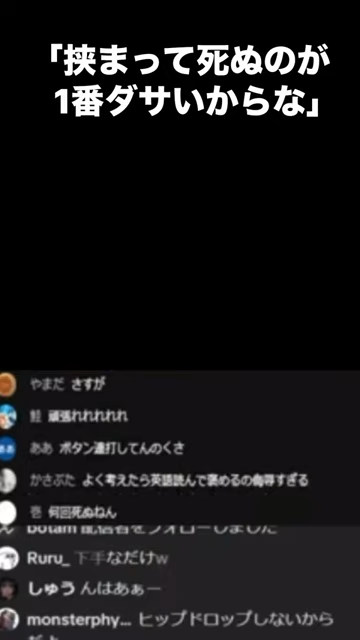 「挟まって死ぬのが
1番ダサいからな」
やまだ さすが
鮭 頑張れれれれれ
ああ ボタン連打してんのくさ
かさぶた よく考えたら英語読んで褒めるの侮辱すぎる
壱 何回死ぬねん
botam 配信者をフォローしました
Ruru_ 下手なだけw
しゅう んはあぁー
monsterphy... ヒップドロップしないから